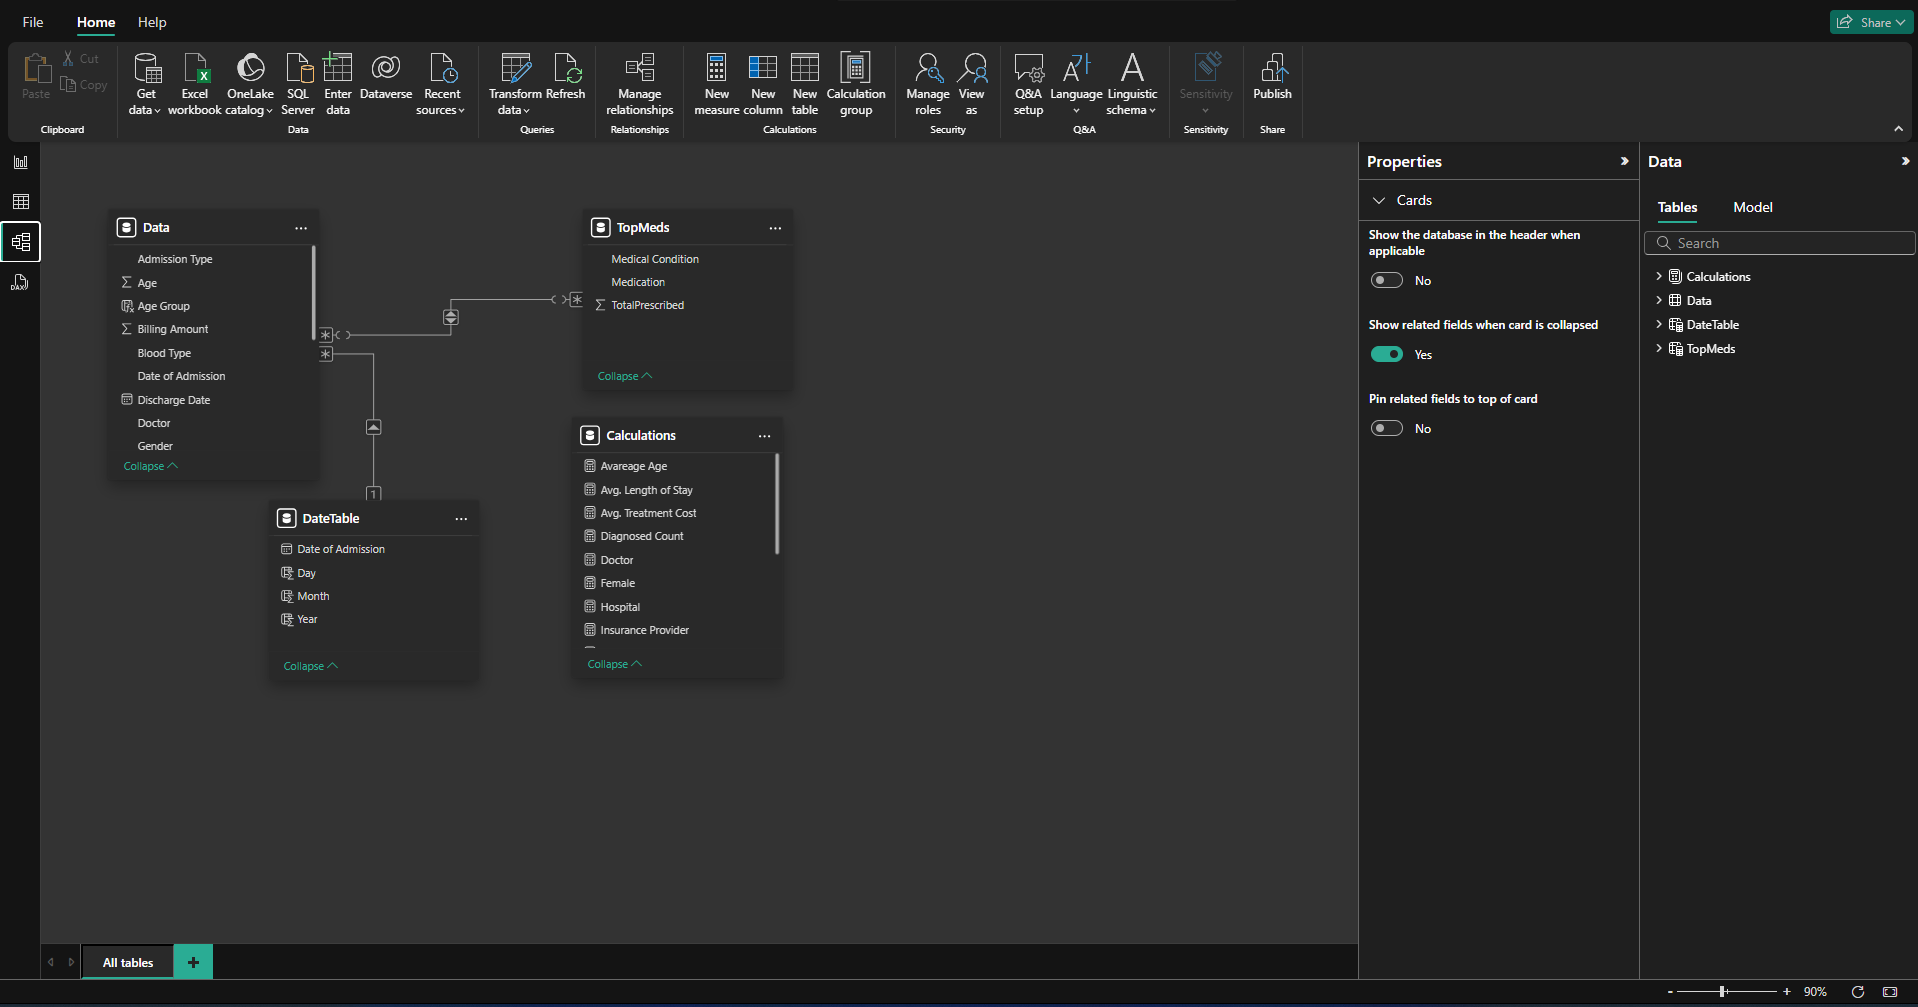 File
Home
Help
Share
Paste
Cut
Copy
Clipboard
Get data
Excel workbook
OneLake catalog
SQL Server
Enter data
Dataverse
Recent sources
Data
Transform data
Refresh
Queries
Manage relationships
Relationships
New measure
New column
New table
Calculation group
Calculations
Manage roles
View as
Security
Q&A setup
Language
Linguistic schema
Q&A
Sensitivity
Sensitivity
Publish
Share
DAX
Data
Admission Type
Age
Age Group
Billing Amount
Blood Type
Date of Admission
Discharge Date
Doctor
Gender
Collapse
TopMeds
Medical Condition
Medication
TotalPrescribed
Collapse
1
DateTable
Date of Admission
Day
Month
Year
Collapse
Calculations
Avareage Age
Avg. Length of Stay
Avg. Treatment Cost
Diagnosed Count
Doctor
Female
Hospital
Insurance Provider
Collapse
Properties
Cards
Show the database in the header when
applicable
No
Show related fields when card is collapsed
Yes
Pin related fields to top of card
No
Data
Tables
Model
Search
Calculations
Data
DateTable
TopMeds
All tables
90%